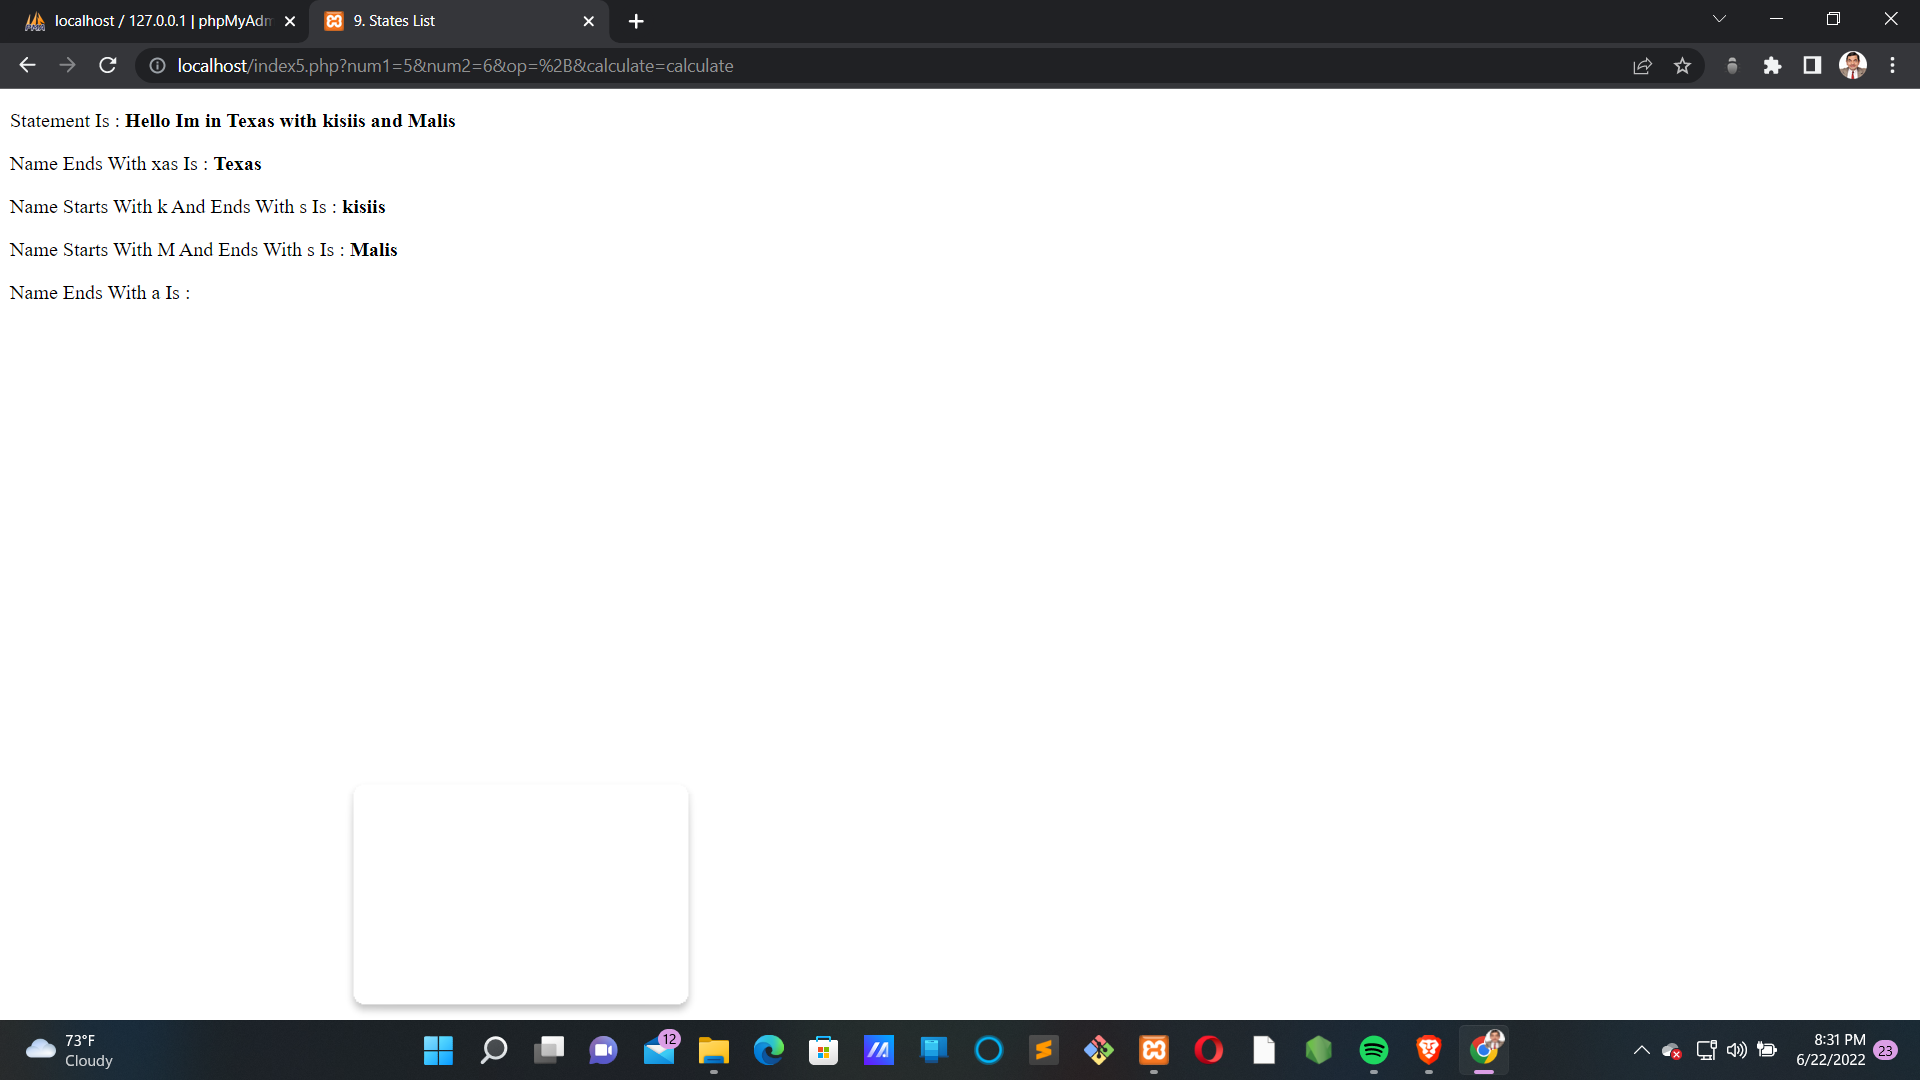 localhost / 127.0.0.1 | phpMyAdm
9. States List
localhost/index5.php?num1=5&num2=6&op=%2B&calculate=calculate
Statement Is : Hello Im in Texas with kisiis and Malis
Name Ends With xas Is : Texas
Name Starts With k And Ends With s Is : kisiis
Name Starts With M And Ends With s Is : Malis
Name Ends With a Is :
73°F
Cloudy
12
8:31 PM
6/22/2022
23